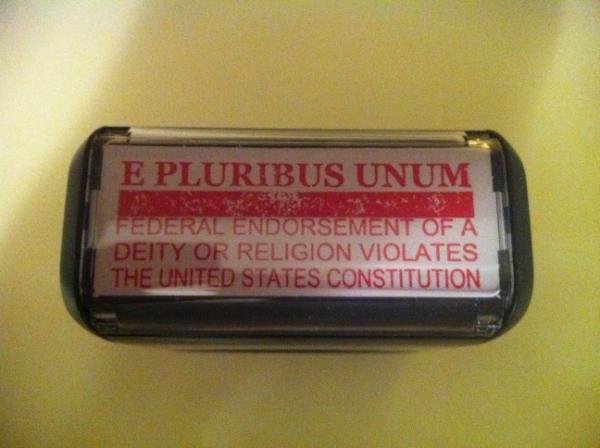 E PLURIBUS UNUM
FEDERAL ENDORSEMENT OF A
DEITY OR RELIGION VIOLATES
THE UNITED STATES CONSTITUTION